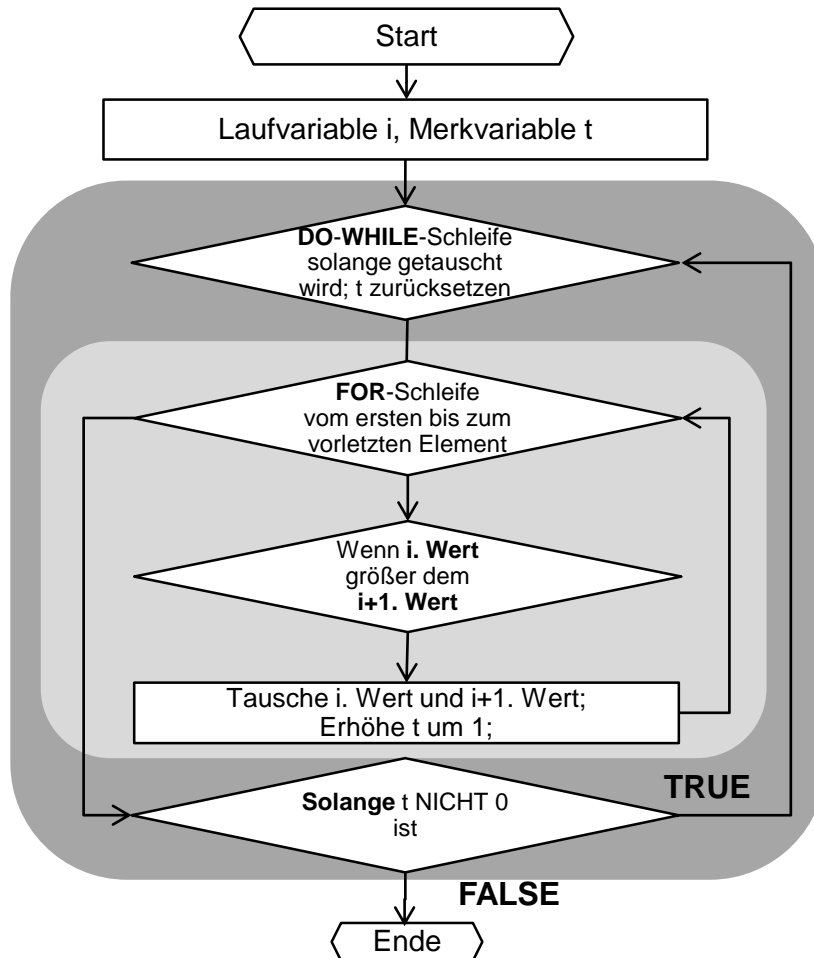 Start
Laufvariable i, Merkvariable t
DO-WHILE-Schleife
solange getauscht
wird; t zurücksetzen
FOR-Schleife
vom ersten bis zum
vorletzten Element
Wenn i. Wert
größer dem
i+1. Wert
Tausche i. Wert und i+1. Wert;
Erhöhe t um 1;
Solange t NICHT 0
ist
TRUE
FALSE
Ende